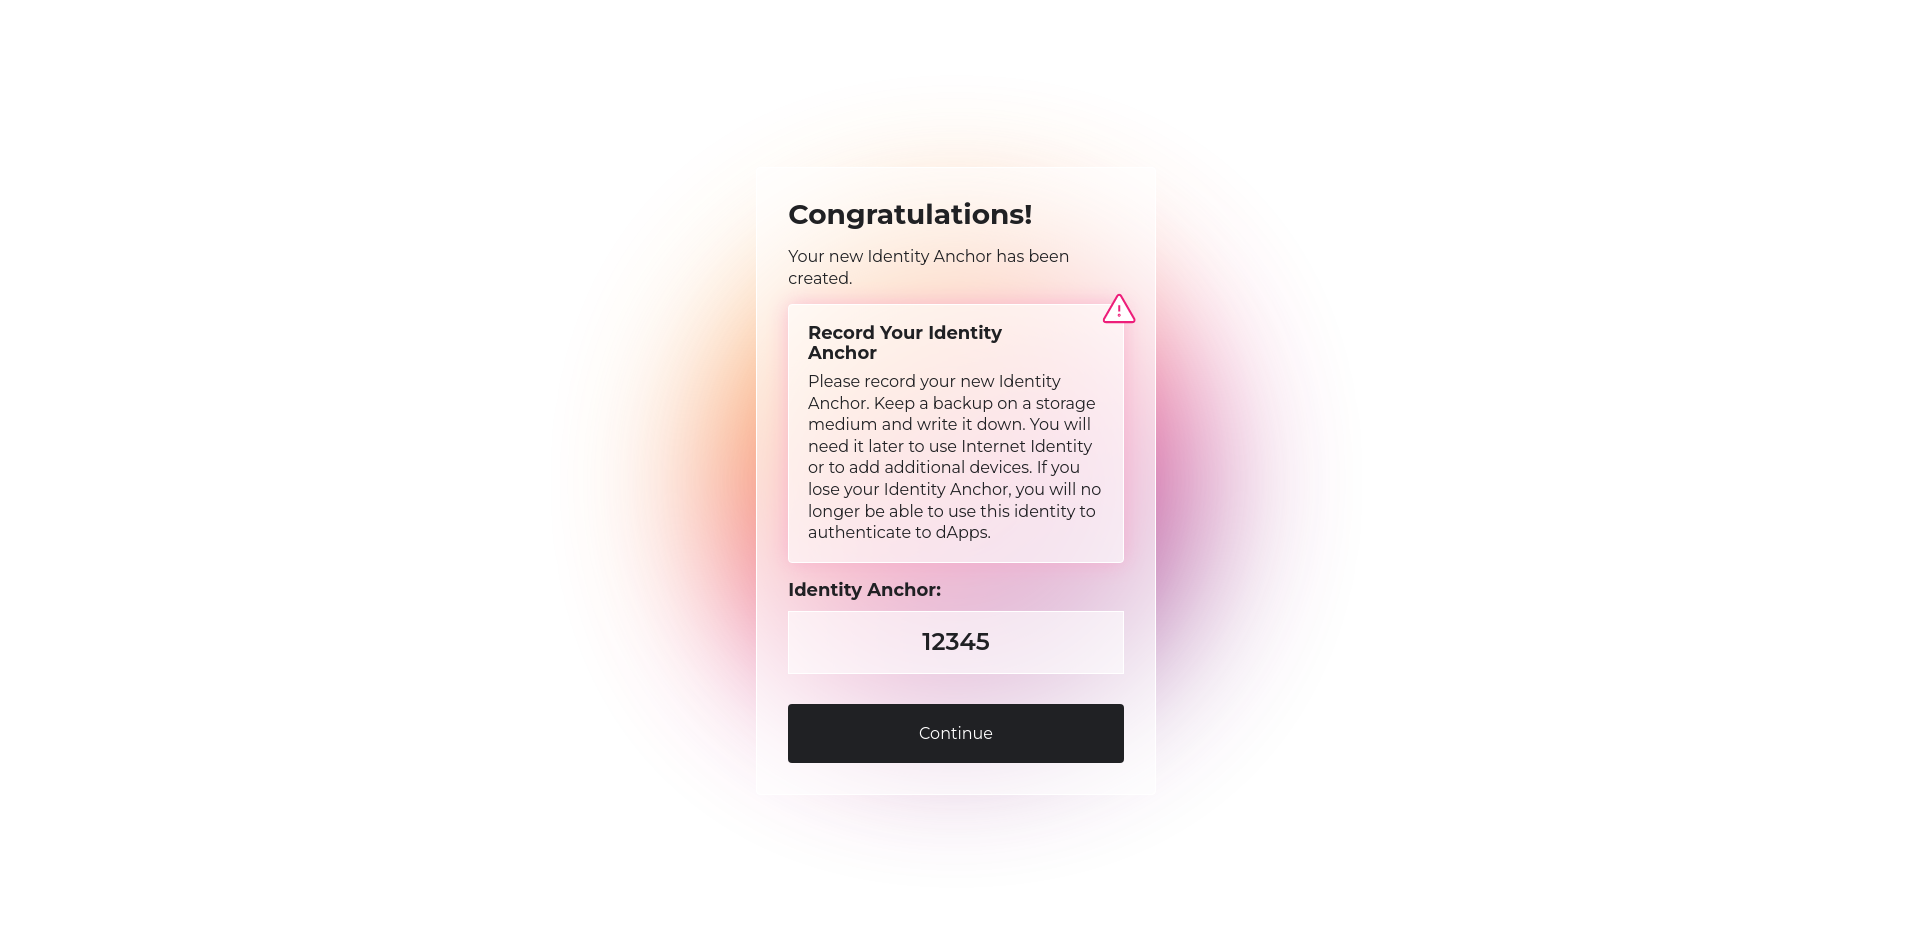 Congratulations!
Your new Identity Anchor has been
created.
Record Your Identity
Anchor
Please record your new Identity
Anchor. Keep a backup on a storage
medium and write it down. You will
need it later to use Internet Identity
or to add additional devices. If you
lose your Identity Anchor, you will no
longer be able to use this identity to
authenticate to dApps.
Identity Anchor:
12345
Continue